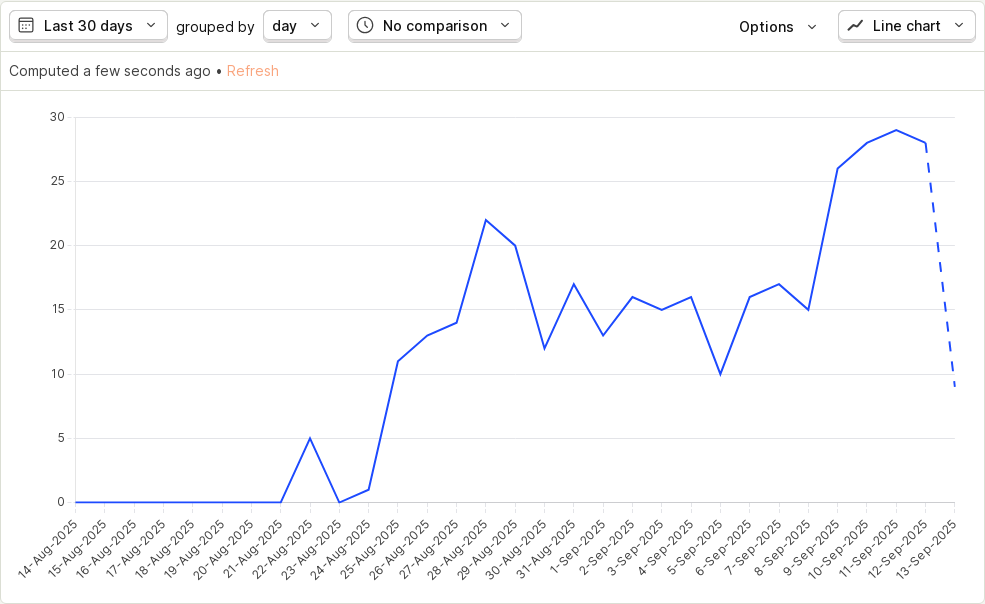 Last 30 days grouped by day No comparison Options Line chart
Computed a few seconds ago • Refresh
30
25
20
15
10
5
0
14-Aug-2025
15-Aug-2025
16-Aug-2025
17-Aug-2025
18-Aug-2025
19-Aug-2025
20-Aug-2025
21-Aug-2025
22-Aug-2025
23-Aug-2025
24-Aug-2025
25-Aug-2025
26-Aug-2025
27-Aug-2025
28-Aug-2025
29-Aug-2025
30-Aug-2025
31-Aug-2025
1-Sep-2025
2-Sep-2025
3-Sep-2025
4-Sep-2025
5-Sep-2025
6-Sep-2025
7-Sep-2025
8-Sep-2025
9-Sep-2025
10-Sep-2025
11-Sep-2025
12-Sep-2025
13-Sep-2025